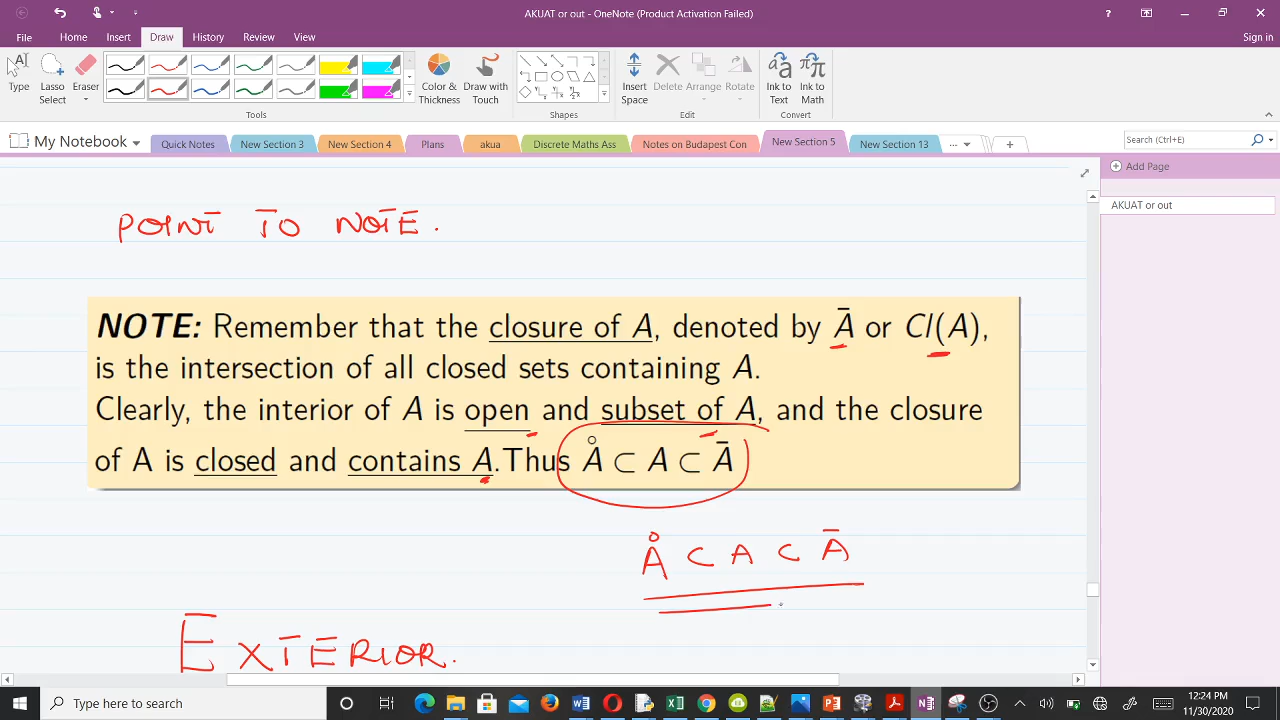 AKUAT or out - OneNote (Product Activation Failed)
?
Sign in
File Home Insert Draw History Review View
Type
Lasso Select
Eraser
Color & Thickness
Draw with Touch
Insert Space
Delete
Arrange
Rotate
Ink to Text
Ink to Math
Tools
Shapes
Edit
Convert
My Notebook
Quick Notes
New Section 3
New Section 4
Plans
akua
Discrete Maths Ass
Notes on Budapest Con
New Section 5
New Section 13
...
Search (Ctrl+E)
Add Page
AKUAT or out
POINT TO NOTE.
NOTE: Remember that the closure of A, denoted by Ā or Cl(A),
is the intersection of all closed sets containing A.
Clearly, the interior of A is open and subset of A, and the closure
of A is closed and contains A.Thus Å ⊂ A ⊂ Ā
Å ⊂ A ⊂ Ā
EXTERIOR.
Type here to search
12:24 PM
11/30/2020